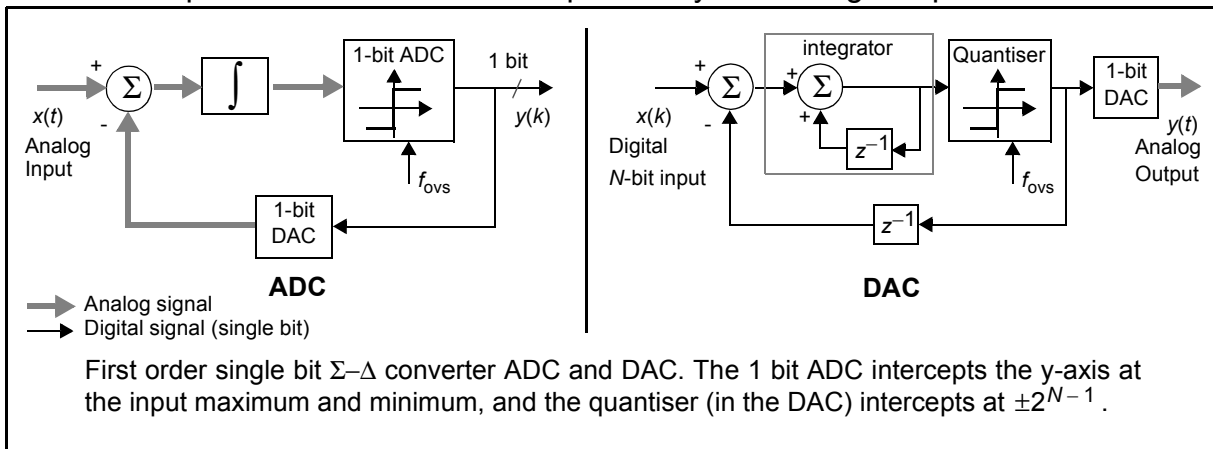 1-bit ADC
1 bit
+
Σ
∫
-
x(t)
Analog
Input
y(k)
f_ovs
1-bit
DAC
ADC
Analog signal
Digital signal (single bit)
integrator
Quantiser
+
Σ
-
+
Σ
+
z⁻¹
1-bit
DAC
x(k)
Digital
N-bit input
y(t)
Analog
Output
f_ovs
z⁻¹
DAC
First order single bit Σ–Δ converter ADC and DAC. The 1 bit ADC intercepts the y-axis at
the input maximum and minimum, and the quantiser (in the DAC) intercepts at ±2^{N−1}.